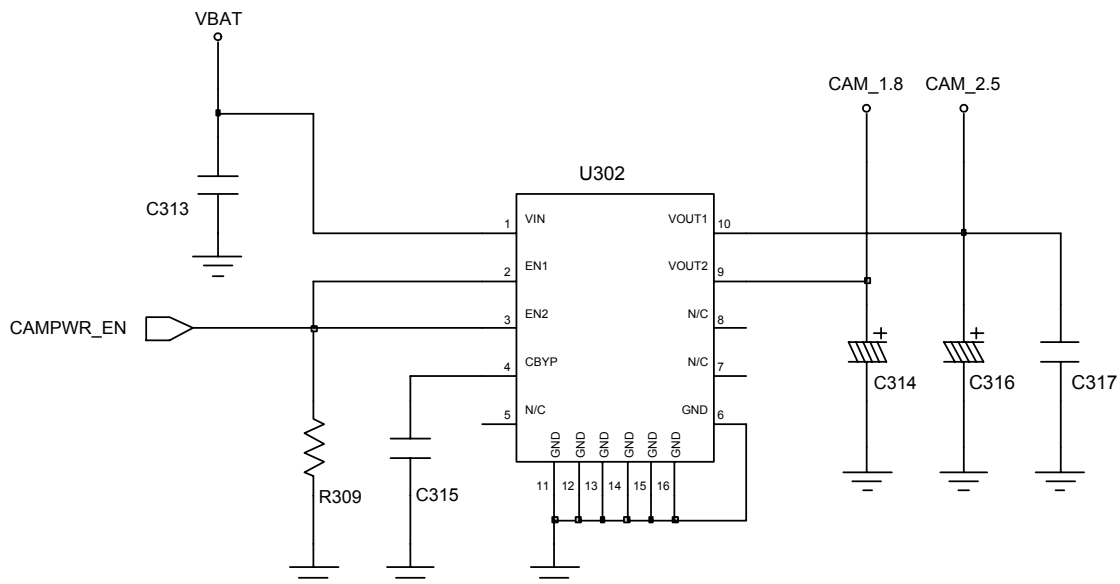 VBAT
CAM_1.8 CAM_2.5
U302
C313
1 VIN VOUT1 10
2 EN1 VOUT2 9
CAMPWR_EN
3 EN2 N/C 8
4 CBYP N/C 7
5 N/C GND 6
+ +
C314 C316 C317
GND GND GND GND GND GND
11 12 13 14 15 16
R309 C315